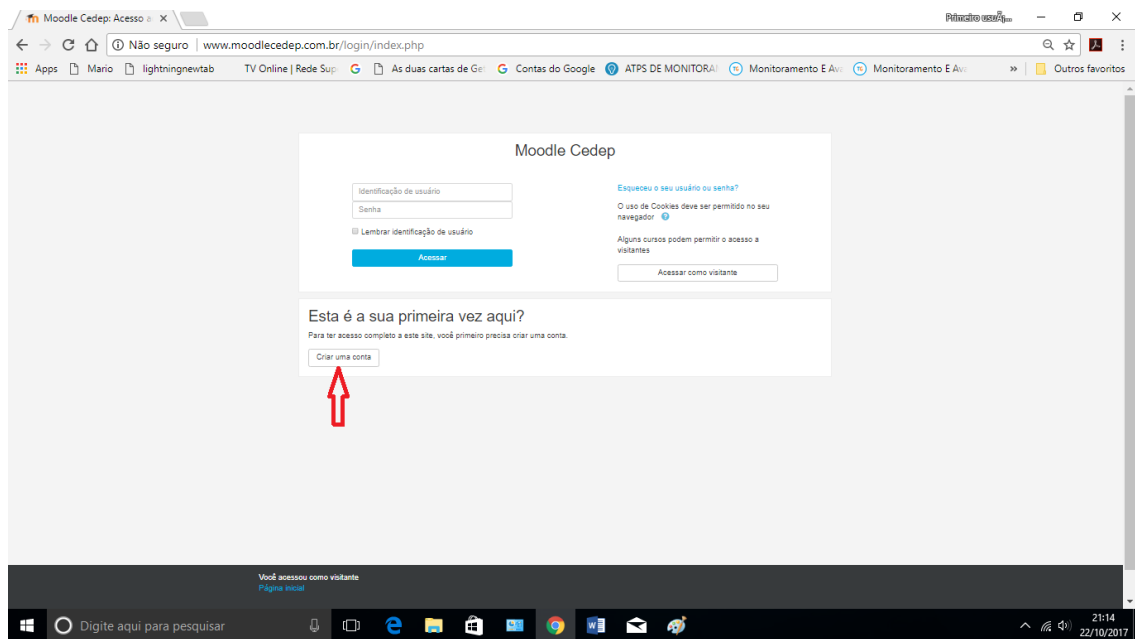 Moodle Cedep: Acesso a
Primeiro usuÃ¡...
Não seguro | www.moodlecedep.com.br/login/index.php
Apps Mario lightningnewtab TV Online | Rede Sup As duas cartas de Ge Contas do Google ATPS DE MONITORA Monitoramento E Ava Monitoramento E Ava » Outros favoritos
Moodle Cedep
Identificação de usuário
Senha
Lembrar identificação de usuário
Acessar
Esqueceu o seu usuário ou senha?
O uso de Cookies deve ser permitido no seu
navegador
Alguns cursos podem permitir o acesso a
visitantes
Acessar como visitante
Esta é a sua primeira vez aqui?
Para ter acesso completo a este site, você primeiro precisa criar uma conta.
Criar uma conta
Você acessou como visitante
Página inicial
Digite aqui para pesquisar
21:14
22/10/2017